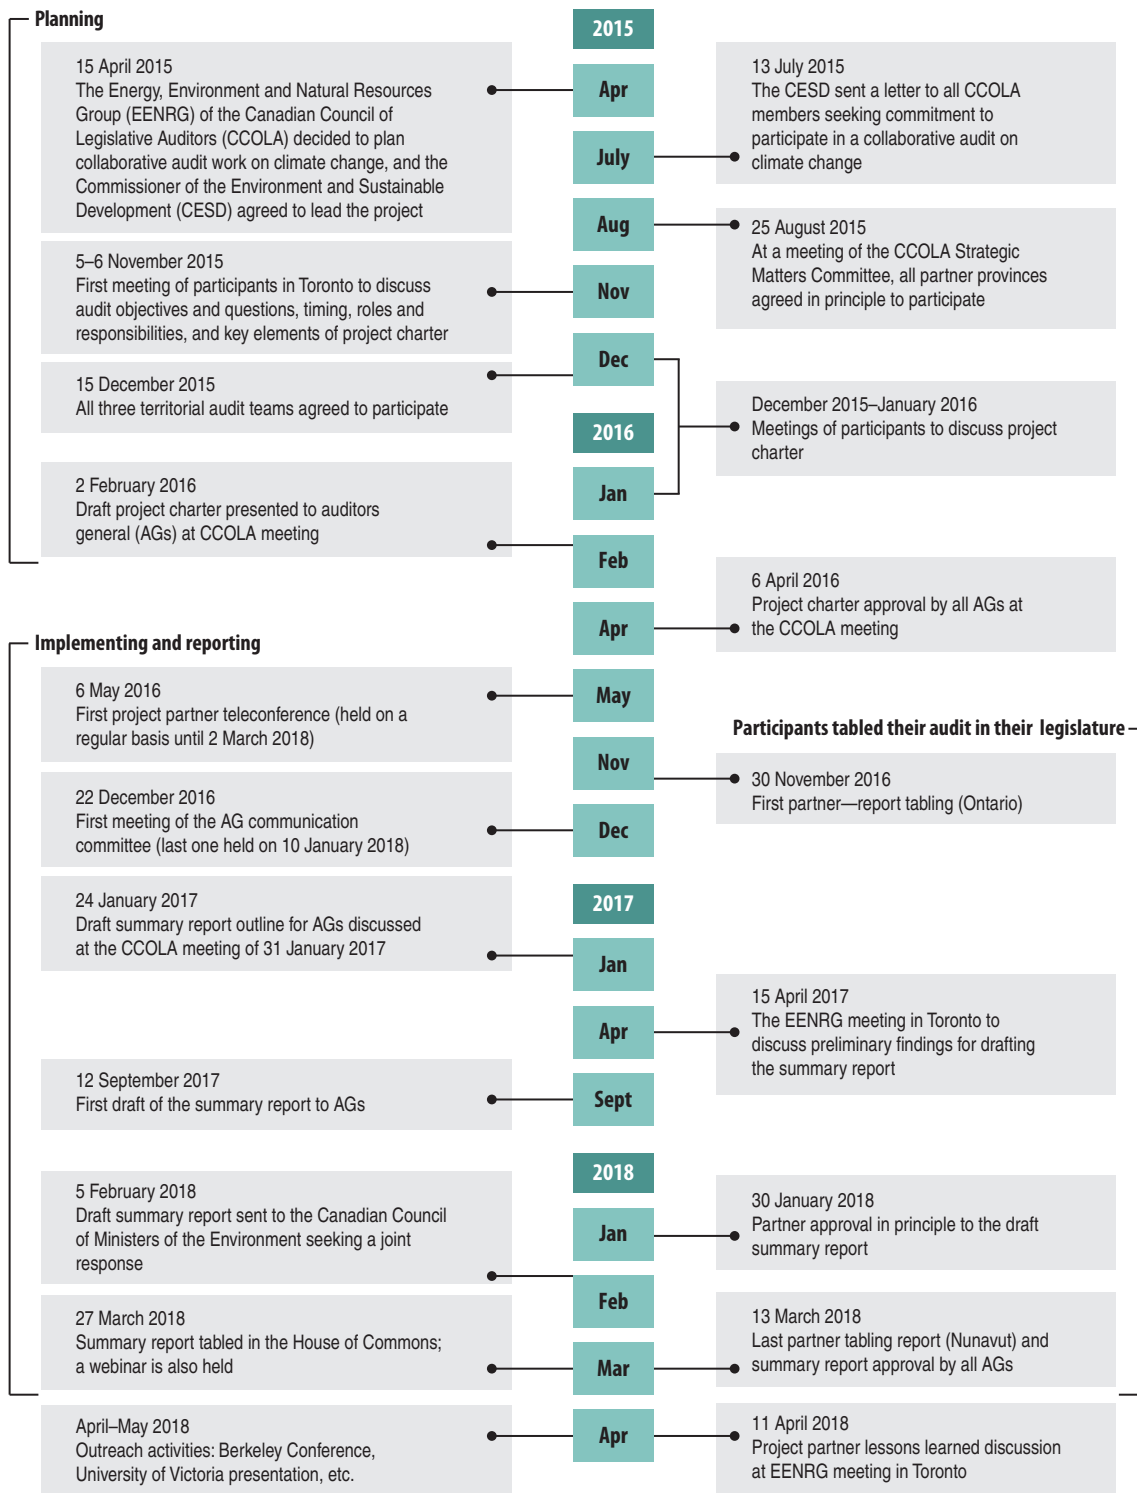 Planning
2015
15 April 2015
The Energy, Environment and Natural Resources
Group (EENRG) of the Canadian Council of
Legislative Auditors (CCOLA) decided to plan
collaborative audit work on climate change, and the
Commissioner of the Environment and Sustainable
Development (CESD) agreed to lead the project
Apr
13 July 2015
The CESD sent a letter to all CCOLA
members seeking commitment to
participate in a collaborative audit on
climate change
July
Aug
25 August 2015
At a meeting of the CCOLA Strategic
Matters Committee, all partner provinces
agreed in principle to participate
5–6 November 2015
First meeting of participants in Toronto to discuss
audit objectives and questions, timing, roles and
responsibilities, and key elements of project charter
Nov
Dec
15 December 2015
All three territorial audit teams agreed to participate
December 2015–January 2016
Meetings of participants to discuss project
charter
2016
Jan
2 February 2016
Draft project charter presented to auditors
general (AGs) at CCOLA meeting
Feb
6 April 2016
Project charter approval by all AGs at
the CCOLA meeting
Apr
Implementing and reporting
6 May 2016
First project partner teleconference (held on a
regular basis until 2 March 2018)
May
Participants tabled their audit in their legislature
Nov
30 November 2016
First partner—report tabling (Ontario)
22 December 2016
First meeting of the AG communication
committee (last one held on 10 January 2018)
Dec
24 January 2017
Draft summary report outline for AGs discussed
at the CCOLA meeting of 31 January 2017
2017
Jan
15 April 2017
The EENRG meeting in Toronto to
discuss preliminary findings for drafting
the summary report
Apr
12 September 2017
First draft of the summary report to AGs
Sept
2018
30 January 2018
Partner approval in principle to the draft
summary report
Jan
5 February 2018
Draft summary report sent to the Canadian Council
of Ministers of the Environment seeking a joint
response
Feb
27 March 2018
Summary report tabled in the House of Commons;
a webinar is also held
Mar
13 March 2018
Last partner tabling report (Nunavut) and
summary report approval by all AGs
April–May 2018
Outreach activities: Berkeley Conference,
University of Victoria presentation, etc.
Apr
11 April 2018
Project partner lessons learned discussion
at EENRG meeting in Toronto